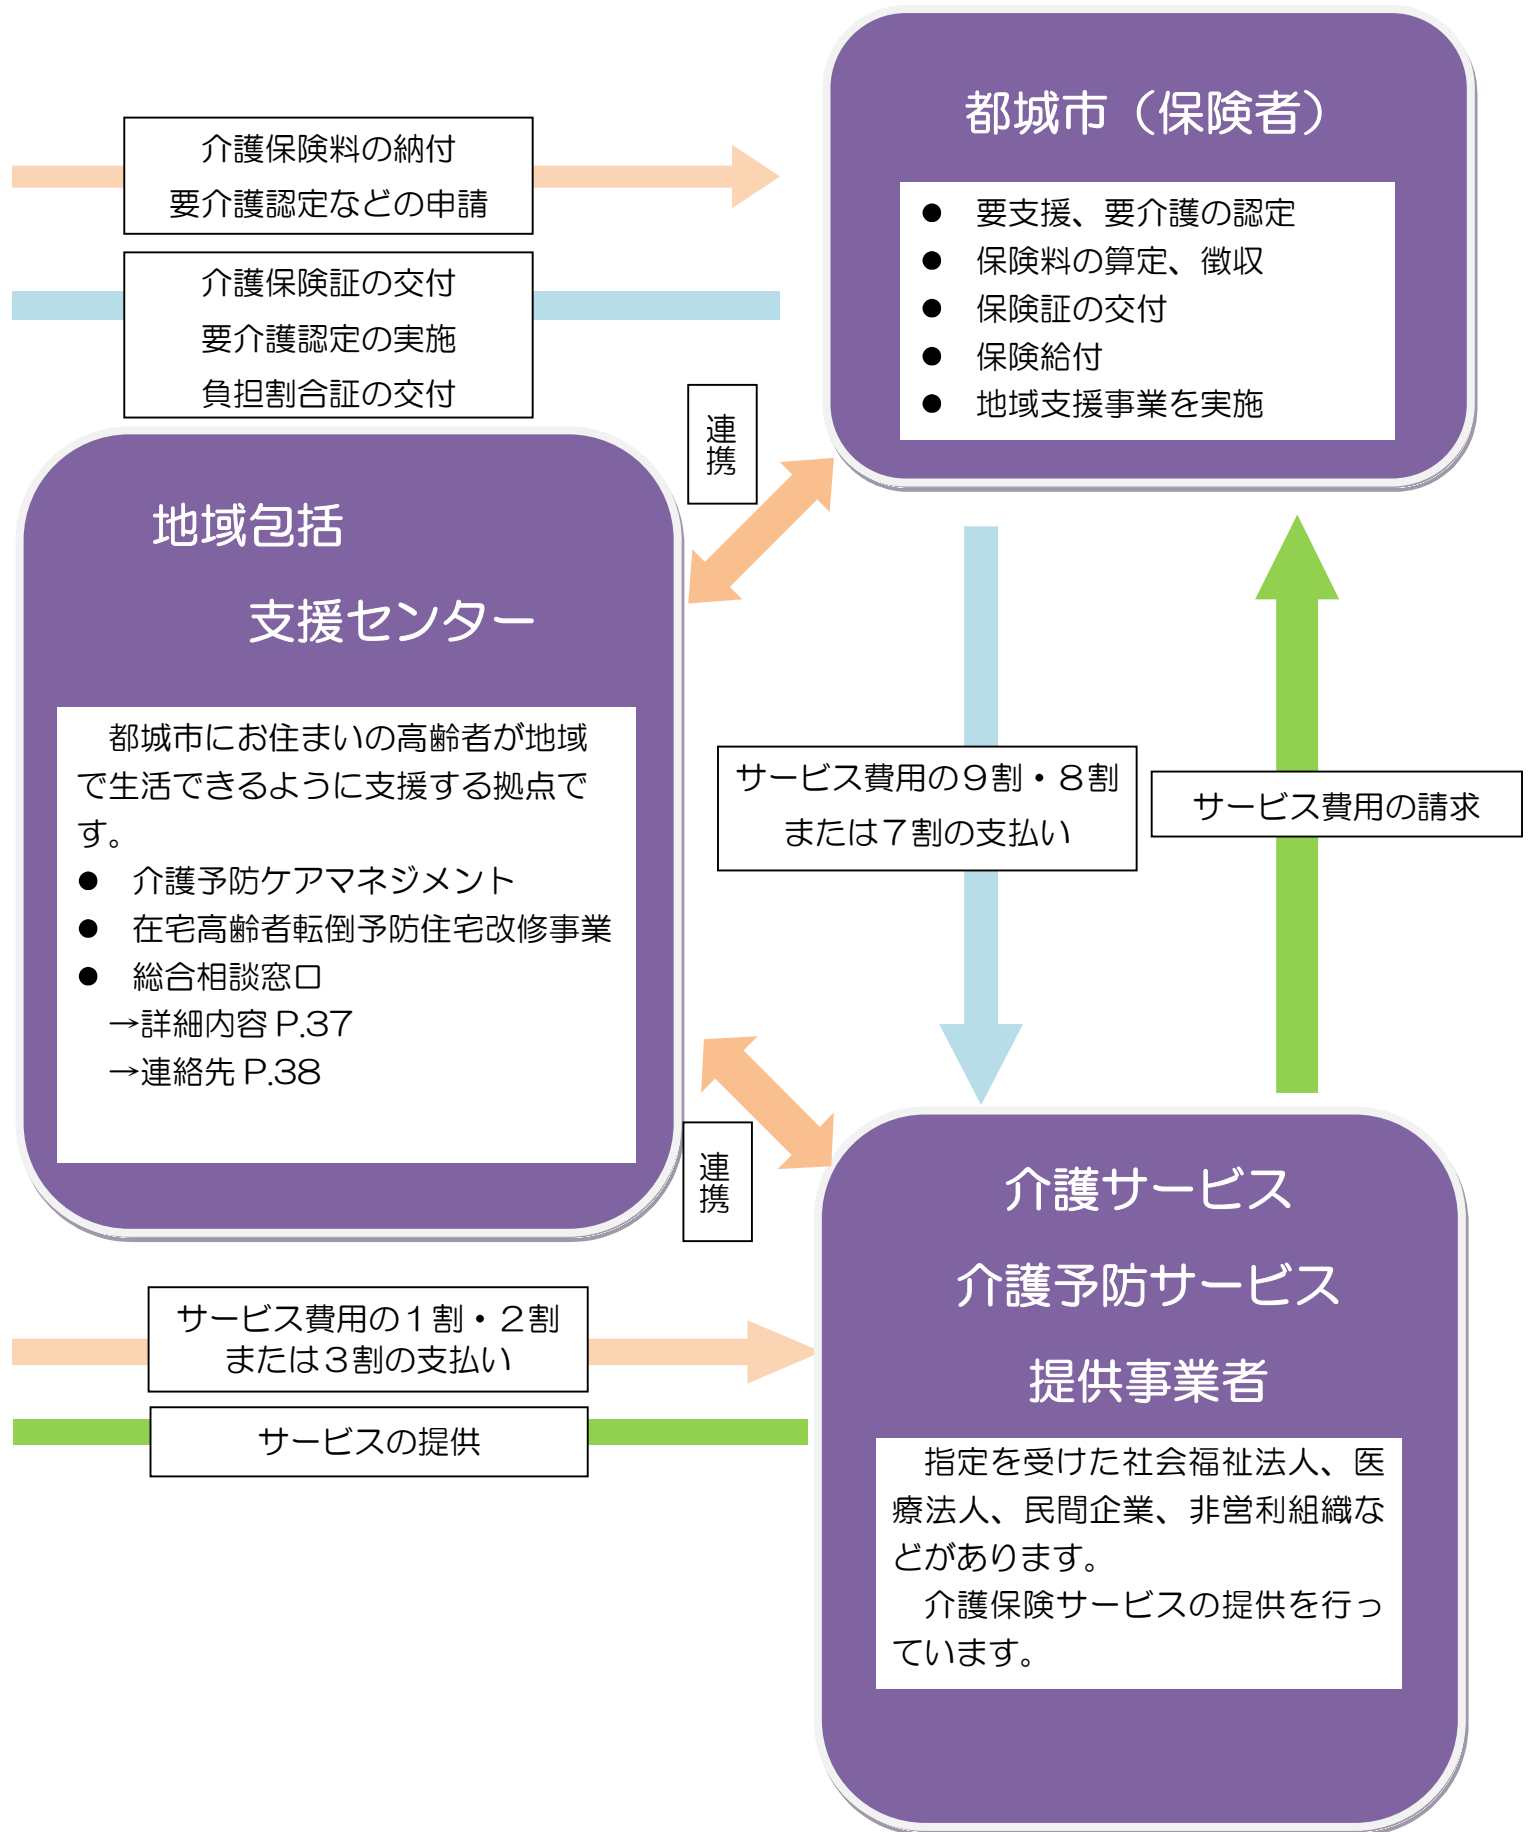 都城市（保険者）
● 要支援、要介護の認定
● 保険料の算定、徴収
● 保険証の交付
● 保険給付
● 地域支援事業を実施
介護保険料の納付
要介護認定などの申請
介護保険証の交付
要介護認定の実施
負担割合証の交付
連携
地域包括
支援センター
都城市にお住まいの高齢者が地域
で生活できるように支援する拠点で
す。
● 介護予防ケアマネジメント
● 在宅高齢者転倒予防住宅改修事業
● 総合相談窓口
→詳細内容 P.37
→連絡先 P.38
サービス費用の９割・８割
または７割の支払い
サービス費用の請求
連携
介護サービス
介護予防サービス
提供事業者
指定を受けた社会福祉法人、医
療法人、民間企業、非営利組織な
どがあります。
介護保険サービスの提供を行っ
ています。
サービス費用の１割・２割
または３割の支払い
サービスの提供